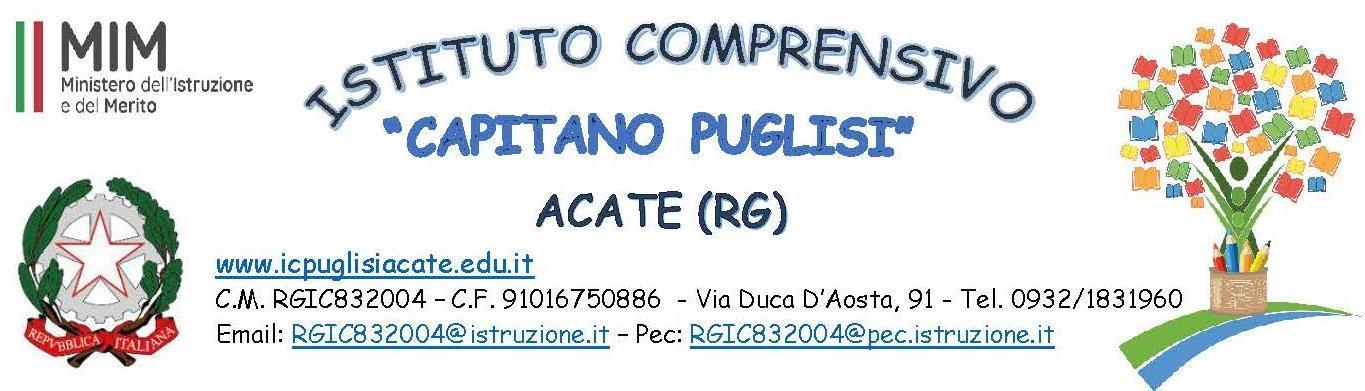 MIM
Ministero dell'Istruzione
e del Merito
ISTITUTO COMPRENSIVO
"CAPITANO PUGLISI"
ACATE (RG)
www.icpuglisiacate.edu.it
C.M. RGIC832004 – C.F. 91016750886 - Via Duca D'Aosta, 91 - Tel. 0932/1831960
Email: RGIC832004@istruzione.it – Pec: RGIC832004@pec.istruzione.it
REPVBBLICA ITALIANA